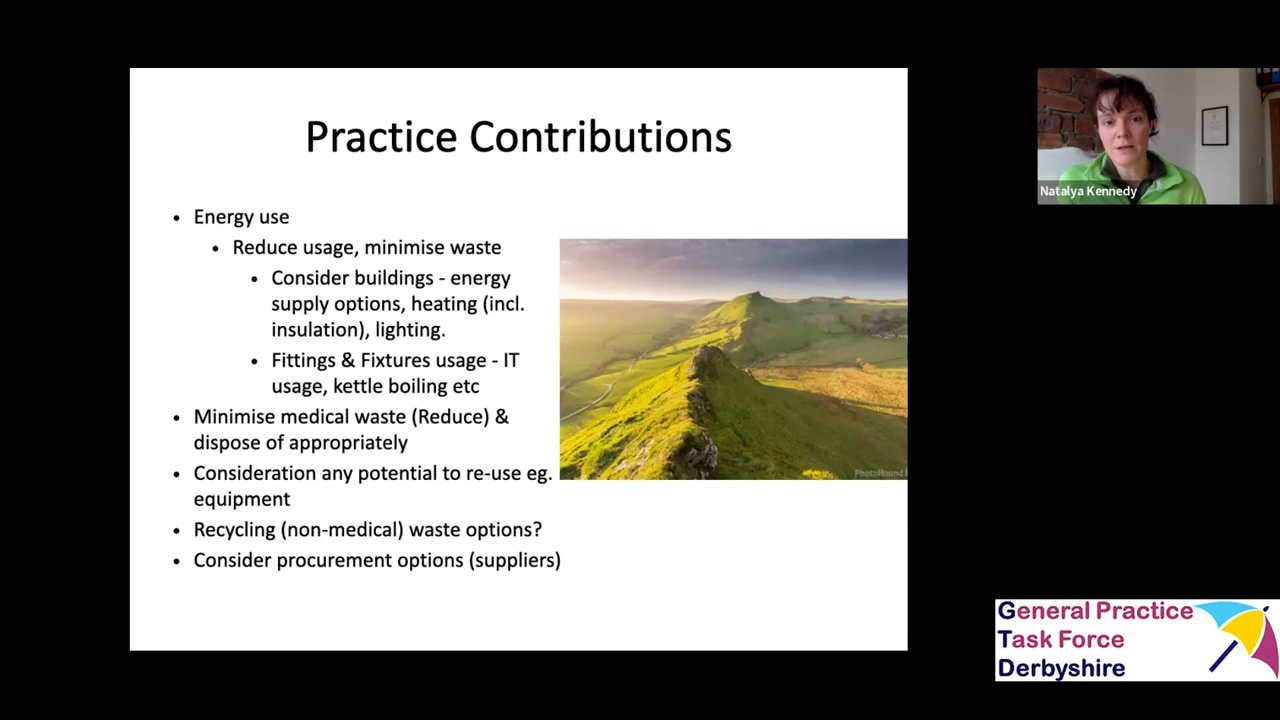 Practice Contributions
• Energy use
• Reduce usage, minimise waste
• Consider buildings - energy
supply options, heating (incl.
insulation), lighting.
• Fittings & Fixtures usage - IT
usage, kettle boiling etc
• Minimise medical waste (Reduce) &
dispose of appropriately
• Consideration any potential to re-use eg.
equipment
• Recycling (non-medical) waste options?
• Consider procurement options (suppliers)
Natalya Kennedy
General Practice
Task Force
Derbyshire